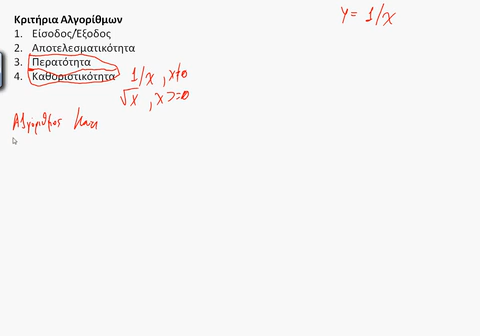 Κριτήρια Αλγορίθμων
1. Είσοδος/Έξοδος
2. Αποτελεσματικότητα
3. Περατότητα
4. Καθοριστικότητα
1/x , x≠0
√x , x>=0
y = 1/x
Αλγόριθμος